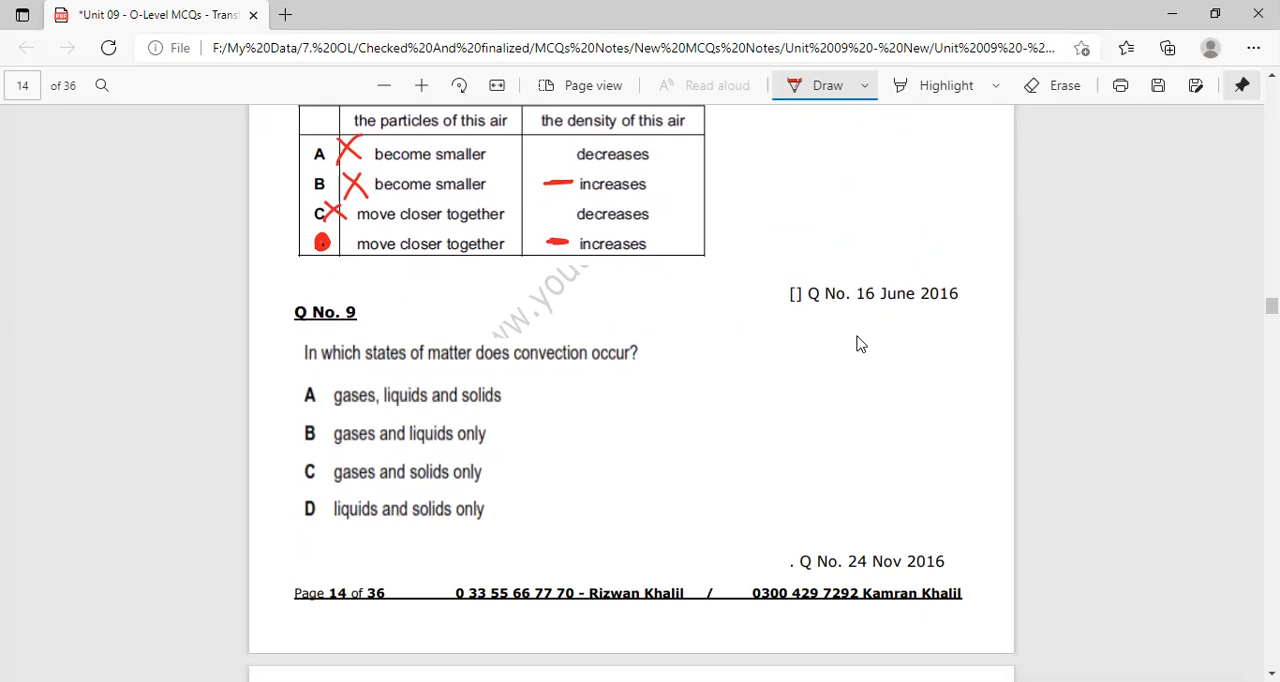 *Unit 09 - O-Level MCQs - Trans
File
F:/My%20Data/7.%20OL/Checked%20And%20finalized/MCQs%20Notes/New%20MCQs%20Notes/Unit%2009%20-%20New/Unit%2009%20-%2...
14 of 36
Page view
Read aloud
Draw
Highlight
Erase
the particles of this air the density of this air
A become smaller decreases
B become smaller increases
C move closer together decreases
move closer together increases
[] Q No. 16 June 2016
ww.you
Q No. 9
In which states of matter does convection occur?
A gases, liquids and solids
B gases and liquids only
C gases and solids only
D liquids and solids only
. Q No. 24 Nov 2016
Page 14 of 36 0 33 55 66 77 70 - Rizwan Khalil / 0300 429 7292 Kamran Khalil